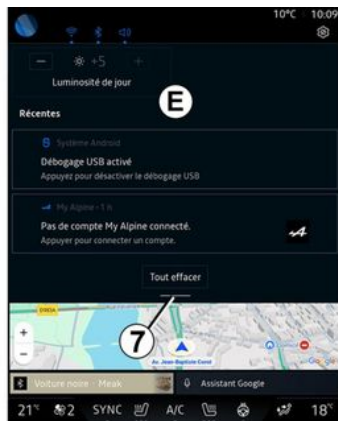 10°C 10:09
+5
Luminosité de jour
E
Récentes
Système Android
Débogage USB activé
Appuyez pour désactiver le débogage USB
My Alpine · 1 h
Pas de compte My Alpine connecté.
Appuyer pour connecter un compte.
Tout effacer
7
Av. Jean-Baptiste Corot
Google
Voiture noire · Meak
Assistant Google
21°C 2 SYNC A/C 18°C